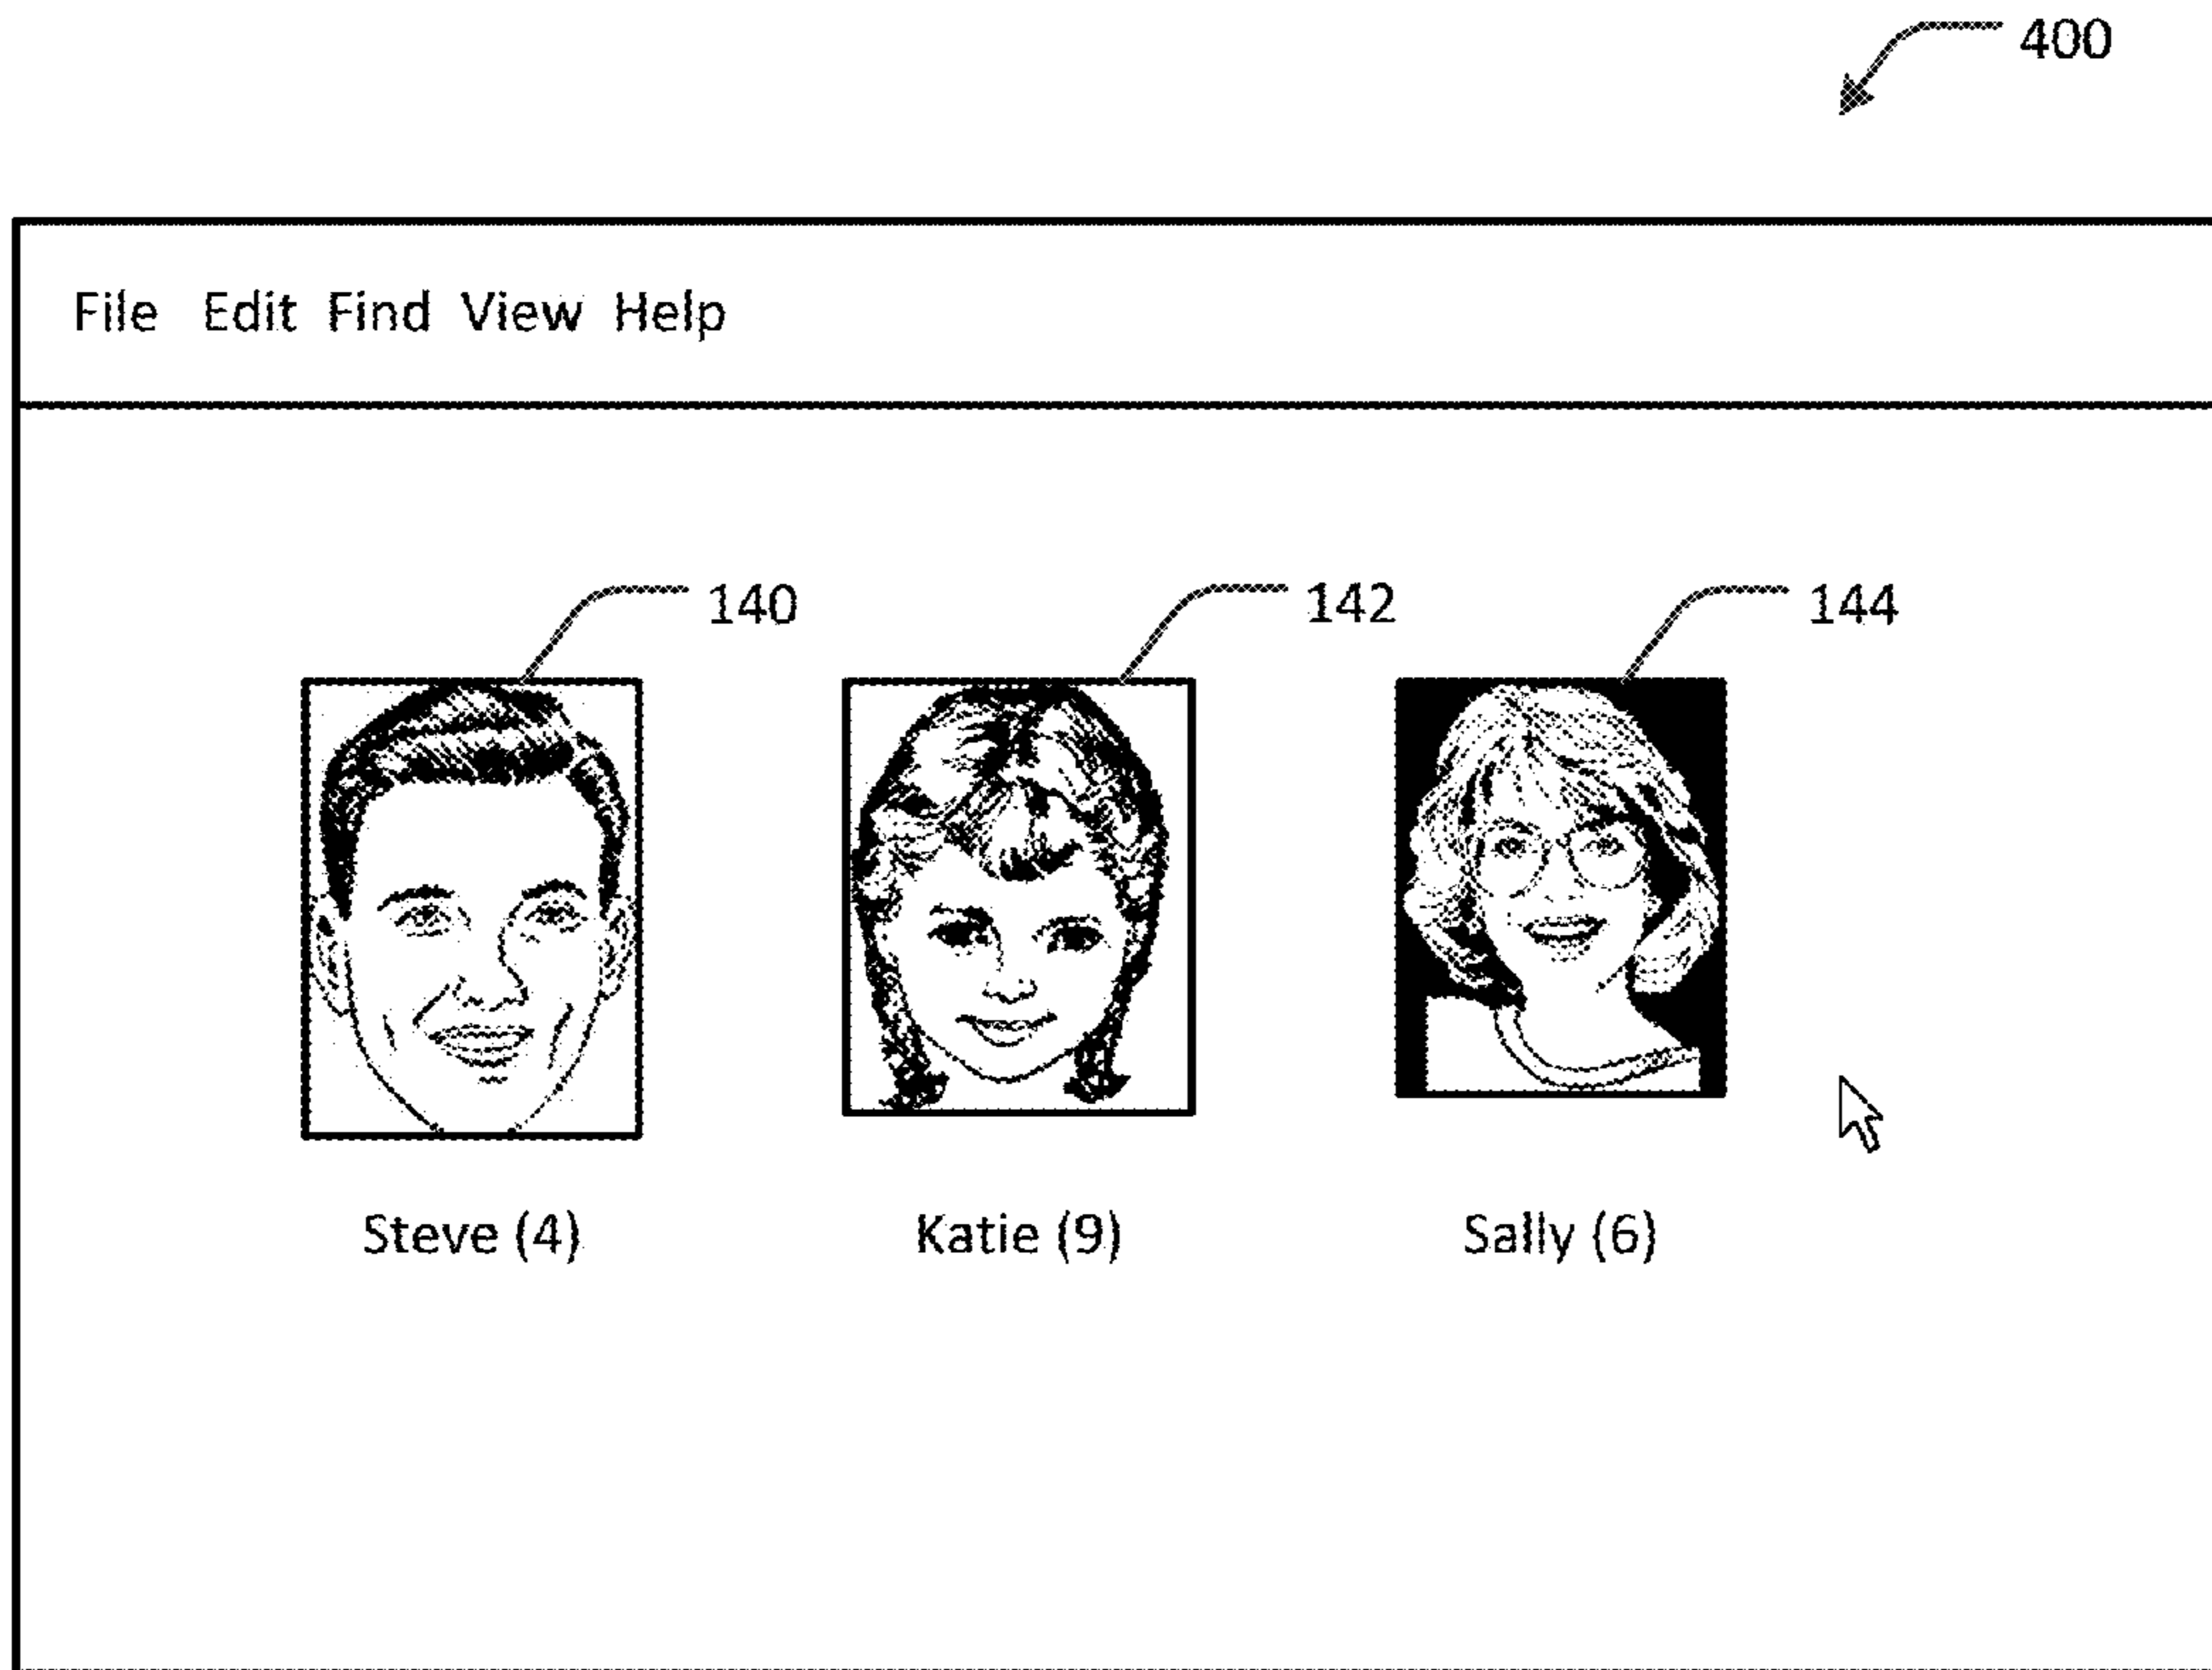 400
File Edit Find View Help
140 142 144
Steve (4) Katie (9) Sally (6)